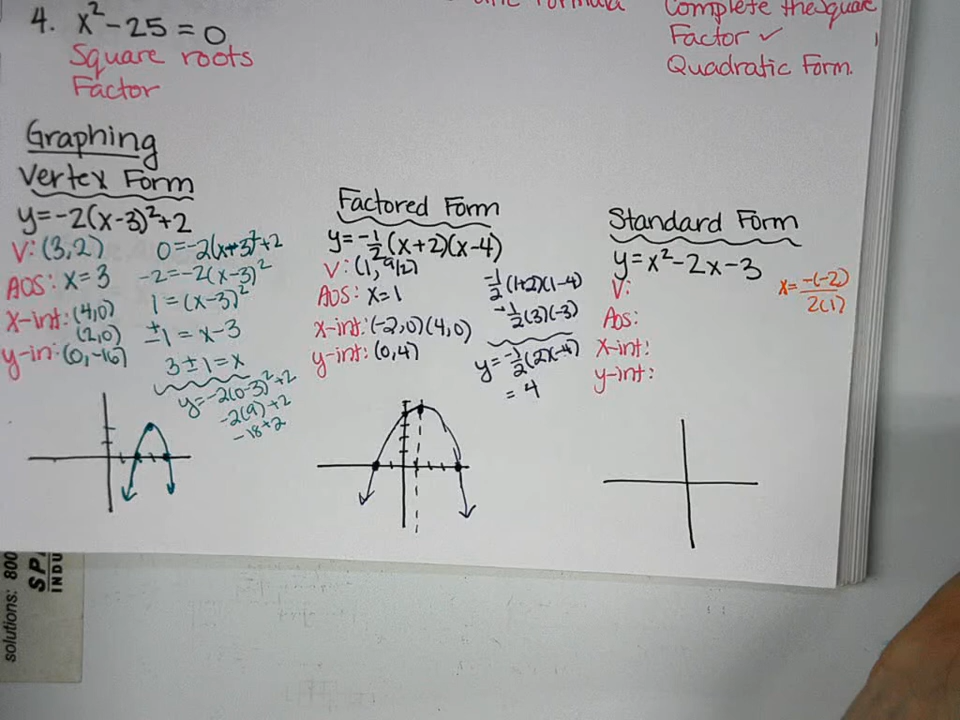 4. x²-25=0
Square roots
Factor
Complete the Square
Factor ✓
Quadratic Form.
Graphing
Vertex Form
y=-2(x-3)²+2
V: (3,2)
AOS: x=3
x-int: (4,0)
(2,0)
y-in: (0,-16)
0=-2(x-3)²+2
-2=-2(x-3)²
1=(x-3)²
±1=x-3
3±1=x
y=-2(0-3)²+2
-2(9)+2
-18+2
Factored Form
y=-½(x+2)(x-4)
V: (1,9/2)
AOS: x=1
x-int: (-2,0)(4,0)
y-int: (0,4)
-½(1+2)(1-4)
-½(3)(-3)
y=-½(2)(-4)
=4
Standard Form
y=x²-2x-3
V:
AOS:
x-int:
y-int:
x=-(-2)/2(1)
solutions: 800
INDU